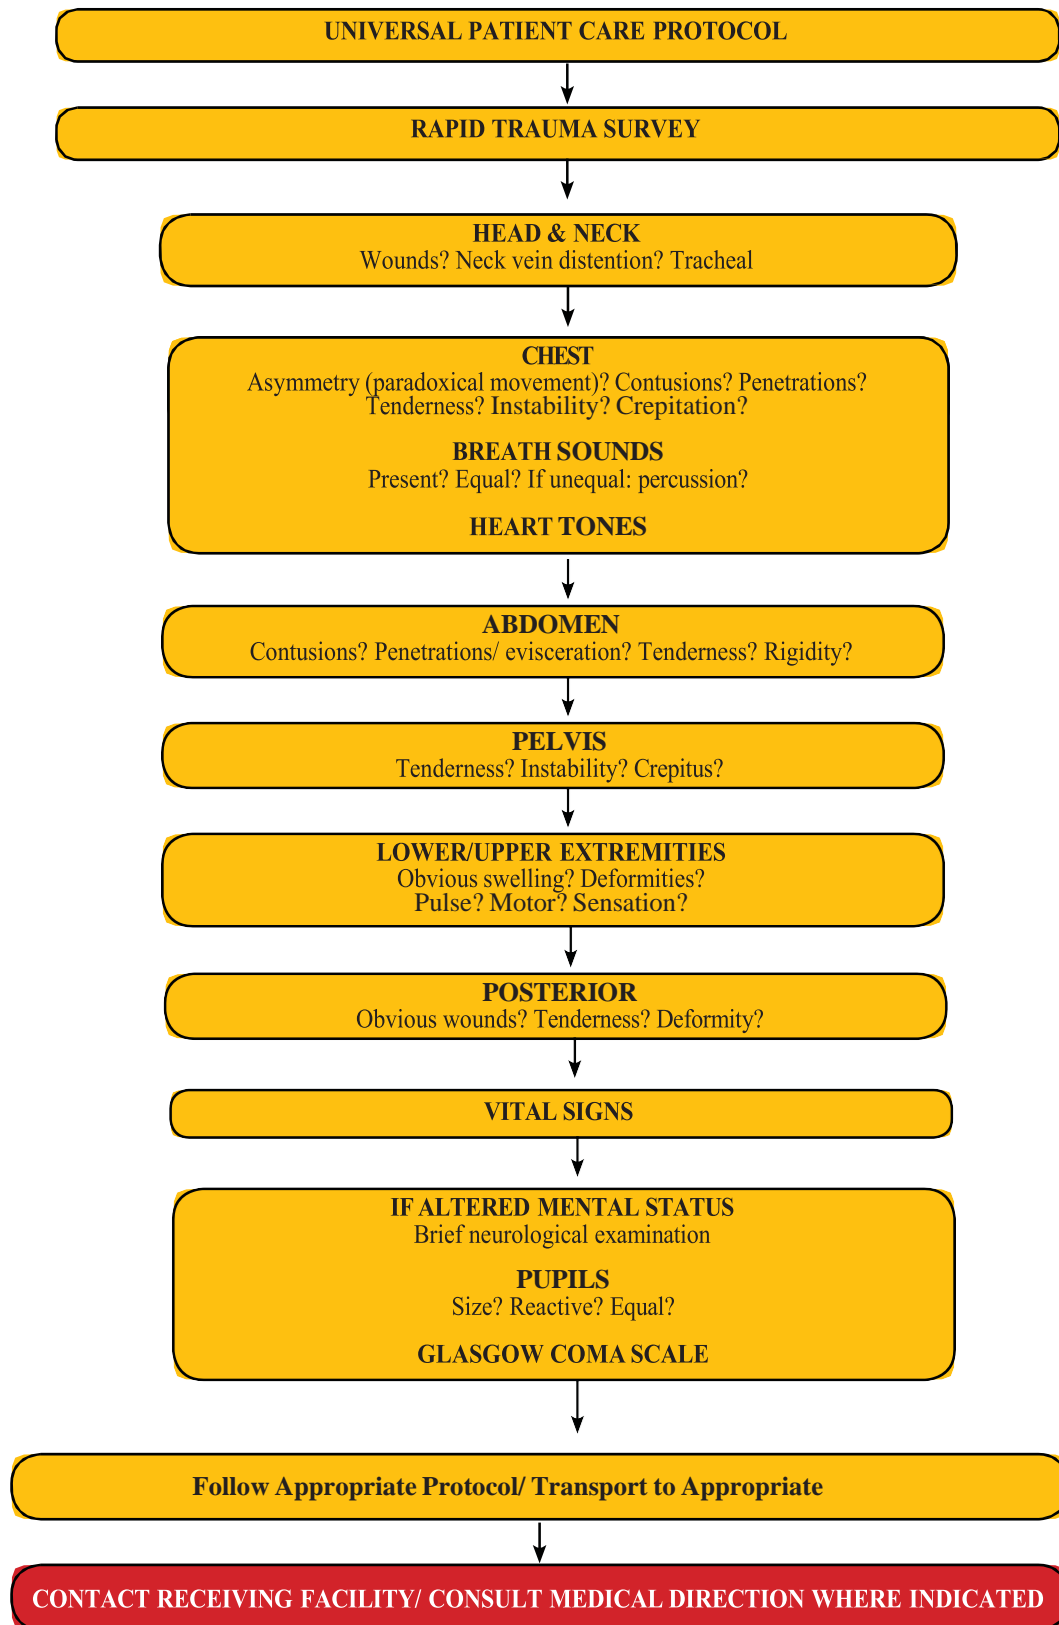 UNIVERSAL PATIENT CARE PROTOCOL
RAPID TRAUMA SURVEY
HEAD & NECK
Wounds? Neck vein distention? Tracheal
CHEST
Asymmetry (paradoxical movement)? Contusions? Penetrations?
Tenderness? Instability? Crepitation?
BREATH SOUNDS
Present? Equal? If unequal: percussion?
HEART TONES
ABDOMEN
Contusions? Penetrations/ evisceration? Tenderness? Rigidity?
PELVIS
Tenderness? Instability? Crepitus?
LOWER/UPPER EXTREMITIES
Obvious swelling? Deformities?
Pulse? Motor? Sensation?
POSTERIOR
Obvious wounds? Tenderness? Deformity?
VITAL SIGNS
IF ALTERED MENTAL STATUS
Brief neurological examination
PUPILS
Size? Reactive? Equal?
GLASGOW COMA SCALE
Follow Appropriate Protocol/ Transport to Appropriate
CONTACT RECEIVING FACILITY/ CONSULT MEDICAL DIRECTION WHERE INDICATED